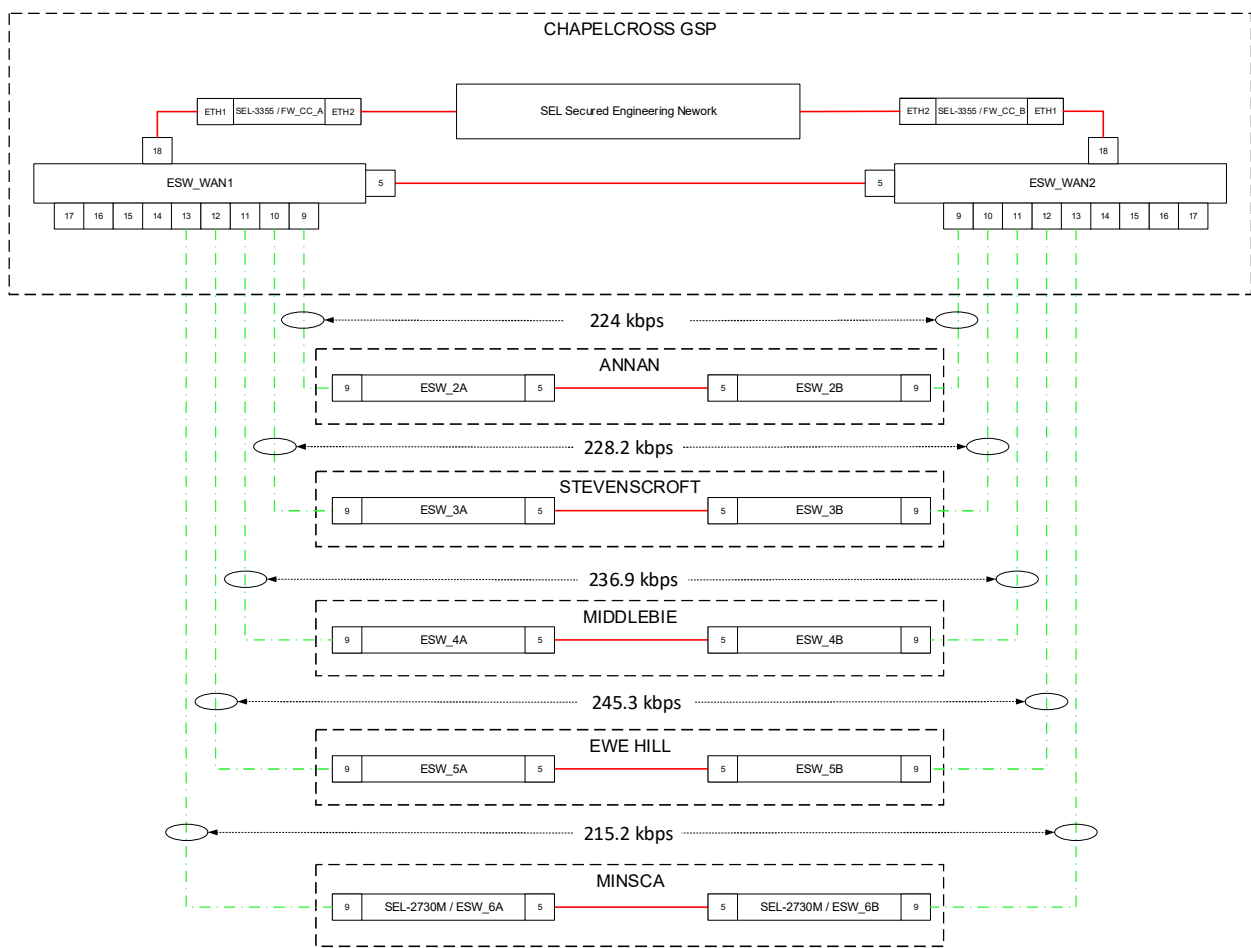 CHAPELCROSS GSP
ETH1 SEL-3355 / FW_CC_A ETH2
SEL Secured Engineering Nework
ETH2 SEL-3355 / FW_CC_B ETH1
18
18
ESW_WAN1
5
5
ESW_WAN2
17 16 15 14 13 12 11 10 9
9 10 11 12 13 14 15 16 17
224 kbps
ANNAN
9 ESW_2A 5
5 ESW_2B 9
228.2 kbps
STEVENSCROFT
9 ESW_3A 5
5 ESW_3B 9
236.9 kbps
MIDDLEBIE
9 ESW_4A 5
5 ESW_4B 9
245.3 kbps
EWE HILL
9 ESW_5A 5
5 ESW_5B 9
215.2 kbps
MINSCA
9 SEL-2730M / ESW_6A 5
5 SEL-2730M / ESW_6B 9